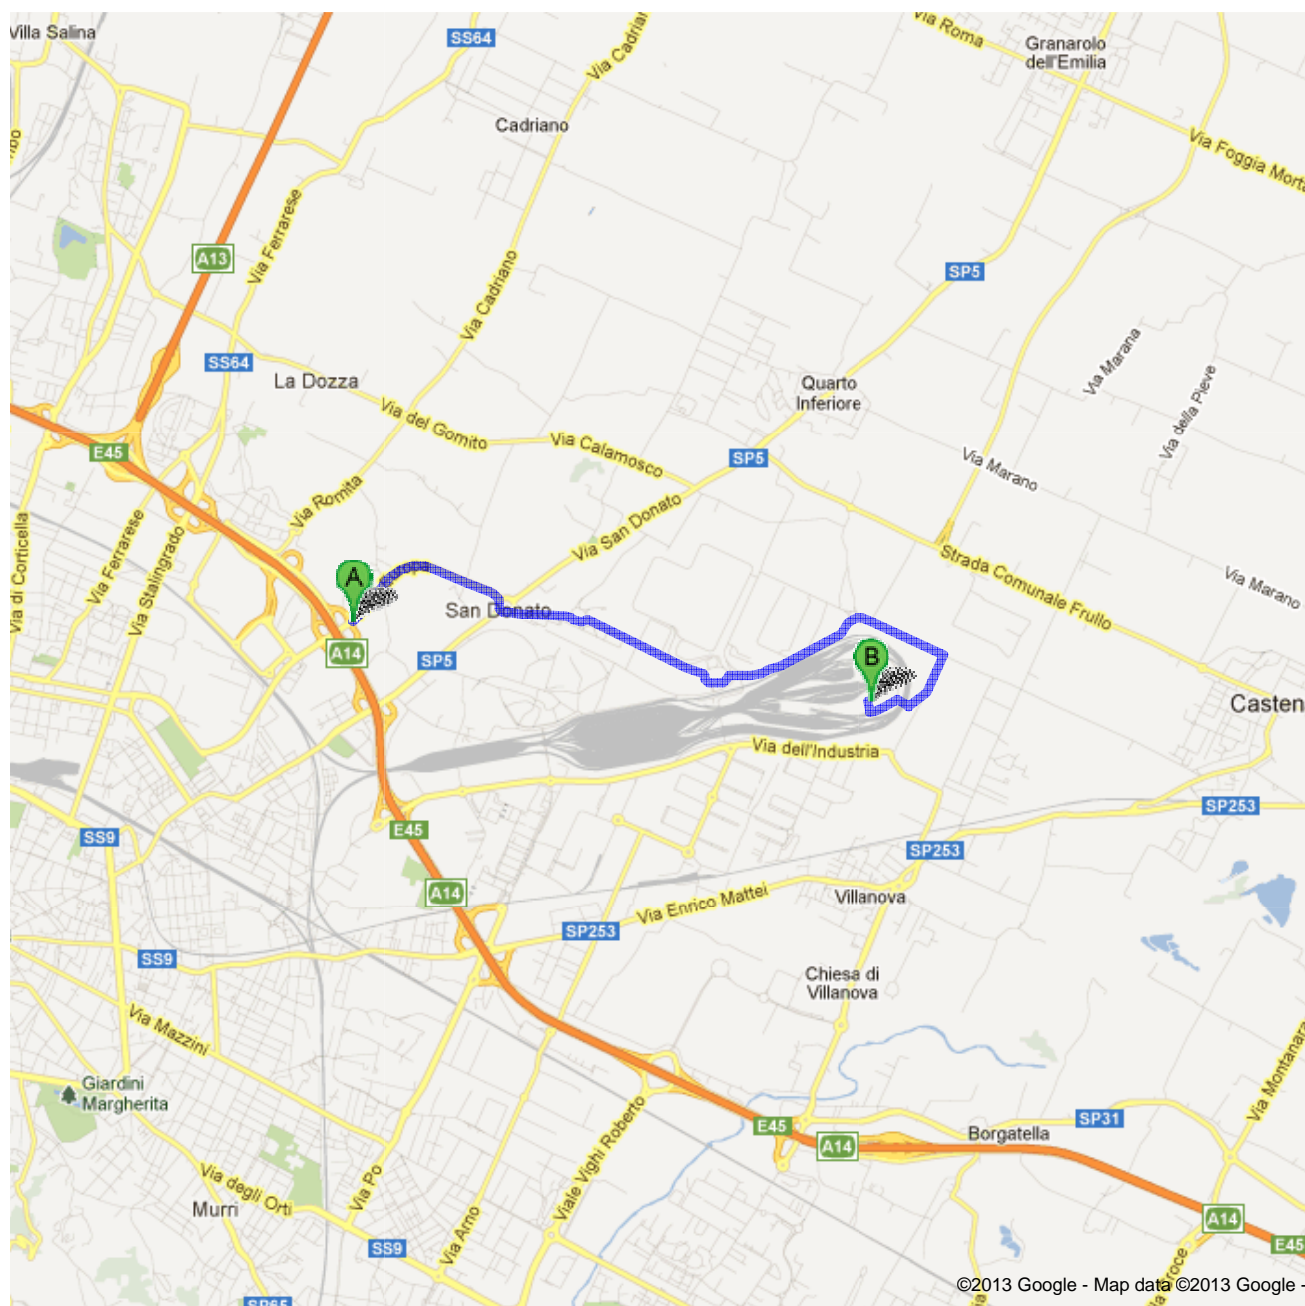 Villa Salina
SS64
Via Cadriano
Via Roma
Granarolo
dell'Emilia
Cadriano
Via Foggia
Via Ferrarese
A13
Via Cadriano
SP5
SS64
La Dozza
Via Marana
Quarto
Inferiore
Via della Pieve
Via del Gomito
Via Calamosco
E45
SP5
Via Marano
Via Romita
Via San Donato
Via di Corticella
Via Ferrarese
Via Stalingrado
Strada Comunale Frullo
Via Marano
A
San Donato
A14
SP5
B
Casten
Via dell'Industria
SP253
E45
SS9
SP253
A14
Villanova
Via Enrico Mattei
SP253
SS9
Chiesa di
Villanova
Via Mazzini
Giardini
Margherita
Via Montanara
E45
SP31
Borgatella
A14
Viale Vighi Roberto
Via degli Orti
Via Po
Murri
Via Arno
A14
SS9
E45
©2013 Google - Map data ©2013 Google -
SP65